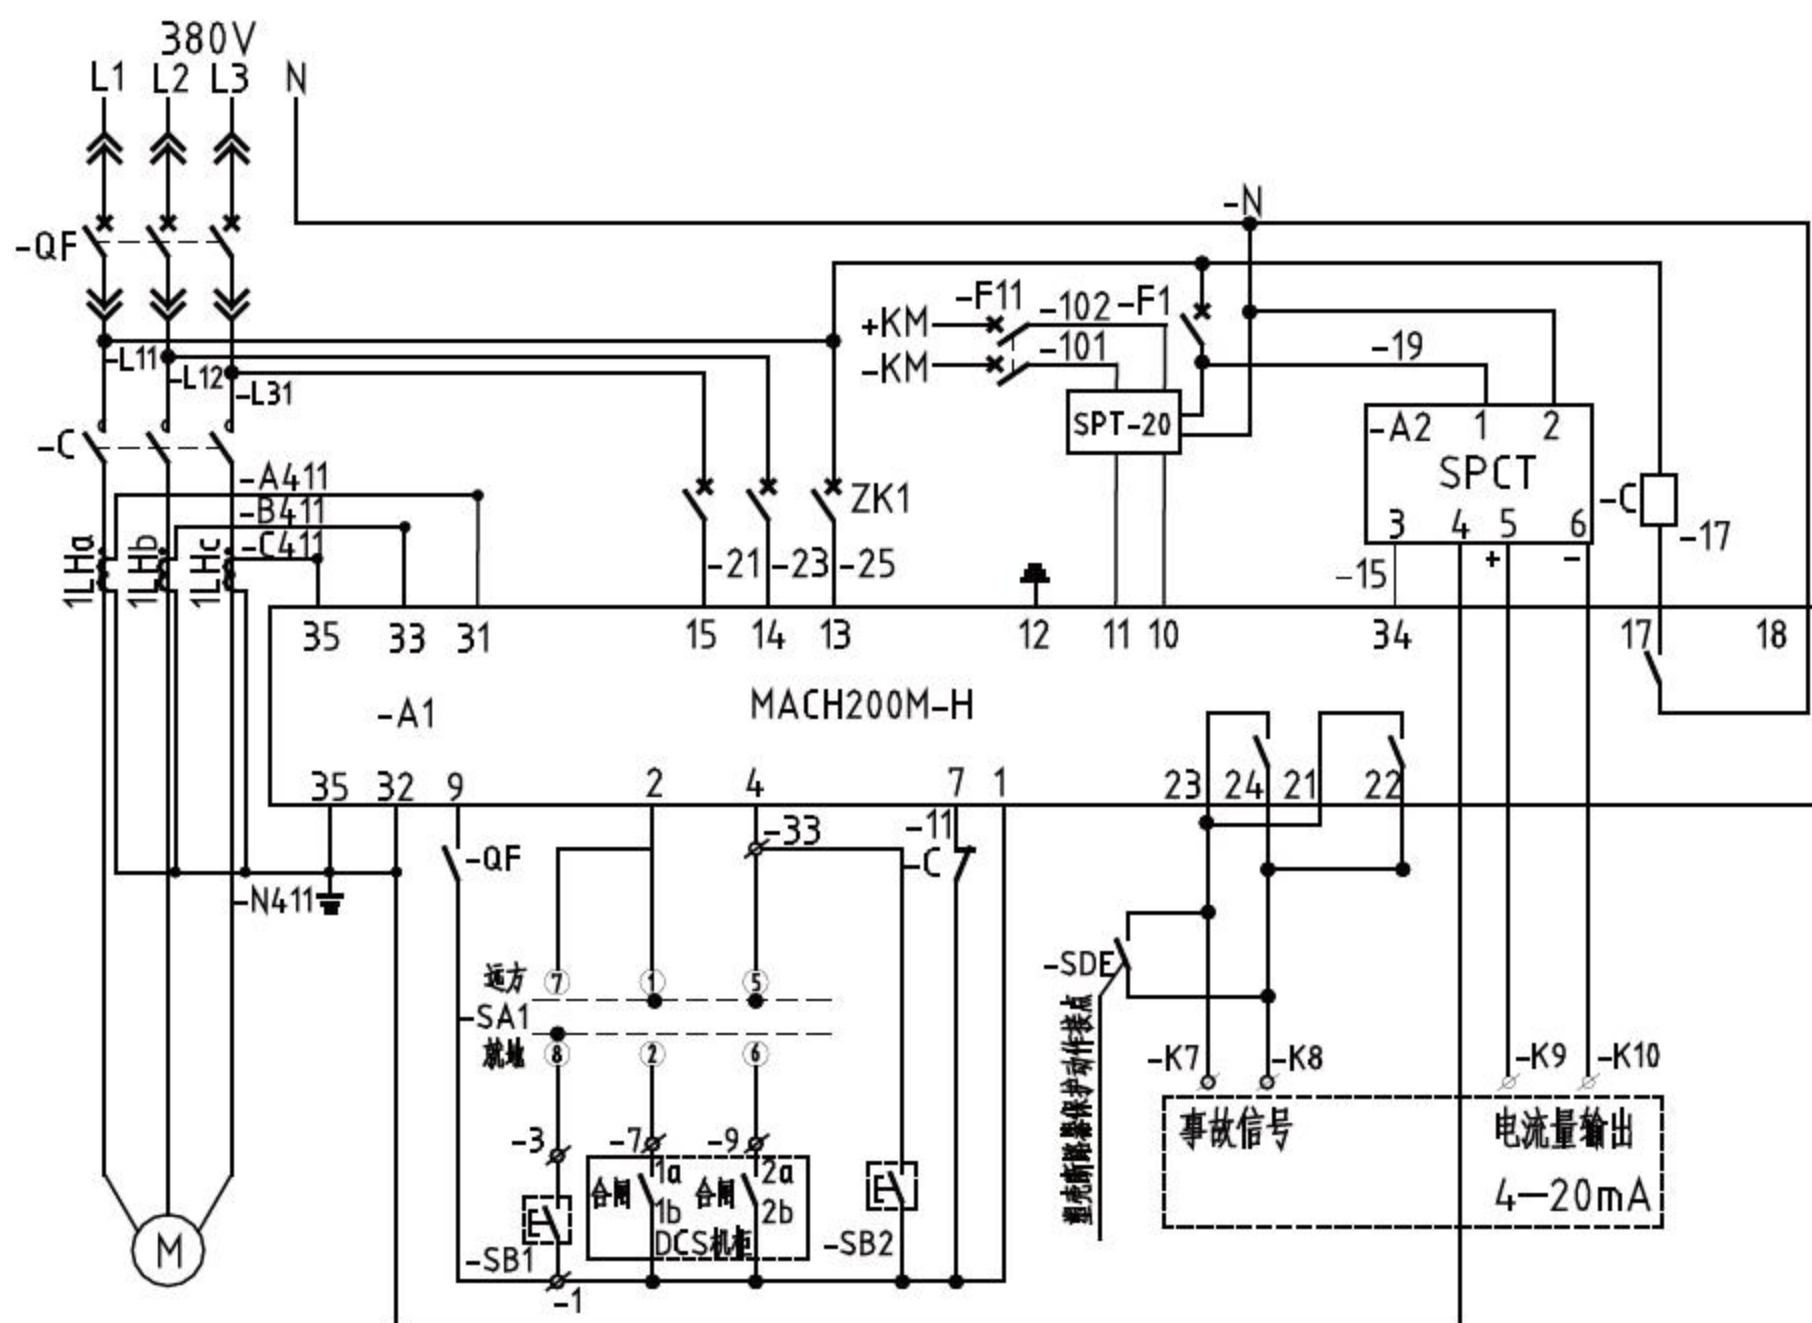 380V
L1 L2 L3 N
-N
-QF
-F11 -102 -F1
+KM
-101 -19
-KM
-L11
-L12
-L31
SPT-20
-A2 1 2
SPCT
3 4 5 6
+ -
-C
-C
-17
-A411
-B411
-C411
1LHa 1LHb 1LHc
ZK1
-21 -23 -25
-15
35 33 31 15 14 13 12 11 10 34 17 18
-A1
MACH200M-H
35 32 9 2 4 7 1 23 24 21 22
-33 -11
-QF
-C
-N411
-SDE
远方 7 1 5
-SA1
就地 8 2 6
塑壳断路器保护动作接点
-K7 -K8 -K9 -K10
事故信号 电流量输出
4-20mA
-3 -7 -9
合闸 1a 合闸 2a
1b 2b
DCS机柜
-SB1 -SB2
-1
M